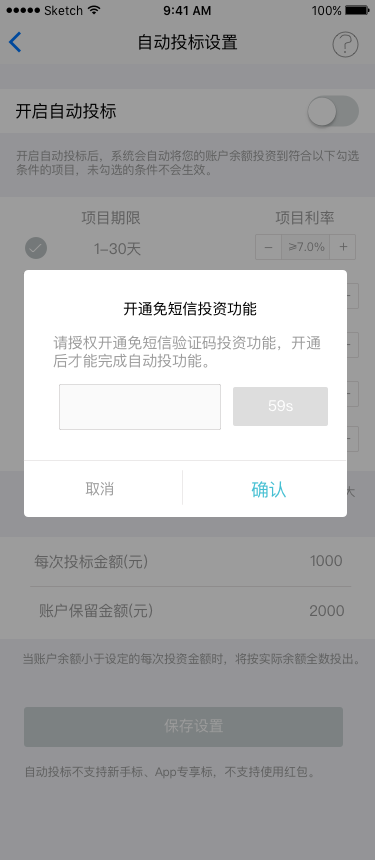 Sketch 9:41 AM 100%
自动投标设置 ?
开启自动投标
开启自动投标后，系统会自动将您的账户余额投资到符合以下勾选
条件的项目，未勾选的条件不会生效。
项目期限 项目利率
1-30天 − ≥7.0% +
开通免短信投资功能
请授权开通免短信验证码投资功能，开通
后才能完成自动投功能。
59s
取消 确认
每次投标金额(元) 1000
账户保留金额(元) 2000
当账户余额小于设定的每次投资金额时，将按实际余额全数投出。
保存设置
自动投标不支持新手标、App专享标，不支持使用红包。